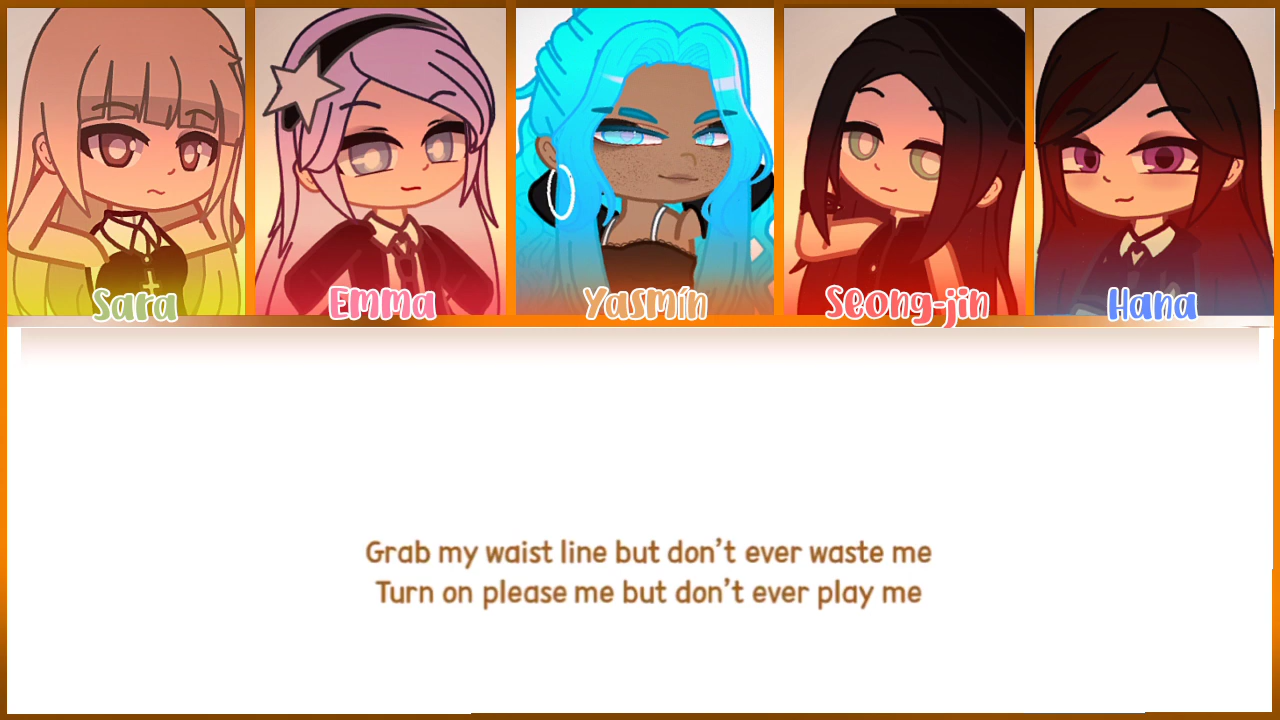 Sara
Emma
Yasmín
Seong-jin
Hana
Grab my waist line but don't ever waste me
Turn on please me but don't ever play me